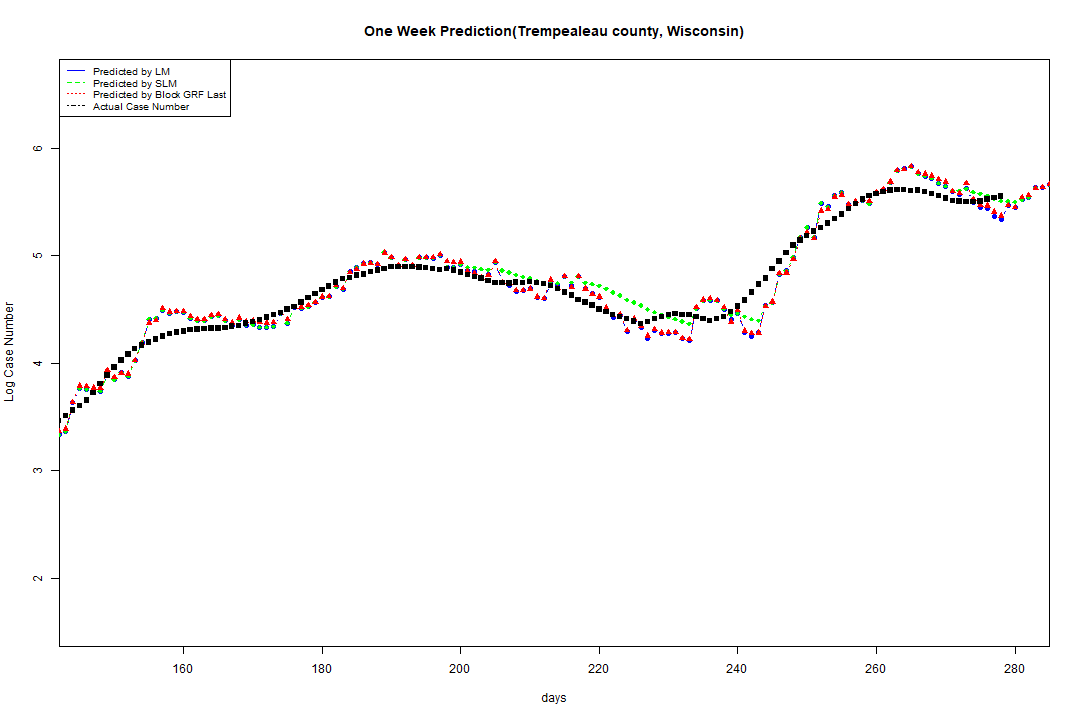 One Week Prediction(Trempealeau county, Wisconsin)
Predicted by LM
Predicted by SLM
Predicted by Block GRF Last
Actual Case Number
Log Case Number
6
5
4
3
2
160 180 200 220 240 260 280
days